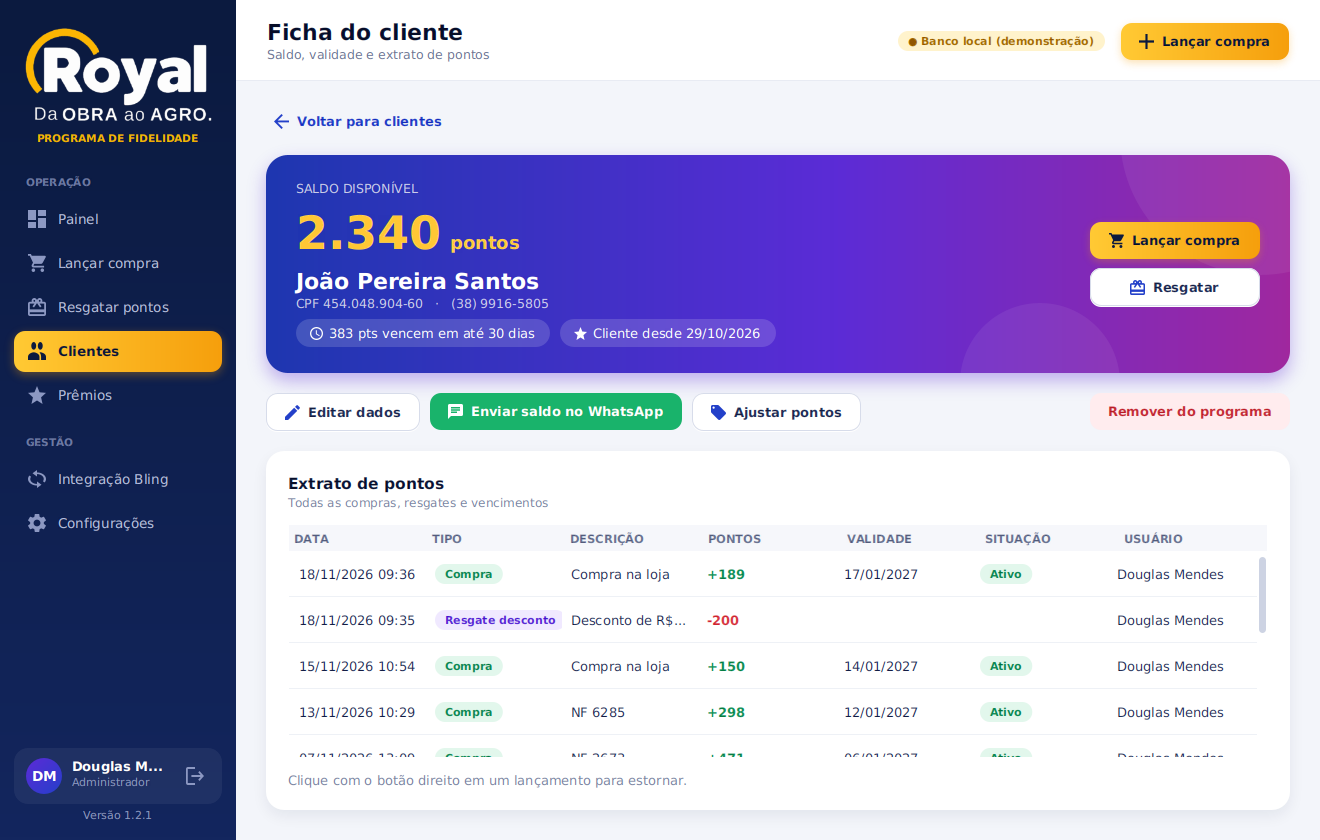 Royal
Da OBRA ao AGRO.
PROGRAMA DE FIDELIDADE
OPERAÇÃO
Painel
Lançar compra
Resgatar pontos
Clientes
Prêmios
GESTÃO
Integração Bling
Configurações
DM
Douglas M...
Administrador
Versão 1.2.1
Ficha do cliente
Saldo, validade e extrato de pontos
Banco local (demonstração)
Lançar compra
Voltar para clientes
SALDO DISPONÍVEL
2.340 pontos
João Pereira Santos
CPF 454.048.904-60 · (38) 9916-5805
383 pts vencem em até 30 dias
Cliente desde 29/10/2026
Lançar compra
Resgatar
Editar dados
Enviar saldo no WhatsApp
Ajustar pontos
Remover do programa
Extrato de pontos
Todas as compras, resgates e vencimentos
DATA TIPO DESCRIÇÃO PONTOS VALIDADE SITUAÇÃO USUÁRIO
18/11/2026 09:36 Compra Compra na loja +189 17/01/2027 Ativo Douglas Mendes
18/11/2026 09:35 Resgate desconto Desconto de R$... -200 Douglas Mendes
15/11/2026 10:54 Compra Compra na loja +150 14/01/2027 Ativo Douglas Mendes
13/11/2026 10:29 Compra NF 6285 +298 12/01/2027 Ativo Douglas Mendes
Compra Ativo Douglas Mendes
Clique com o botão direito em um lançamento para estornar.